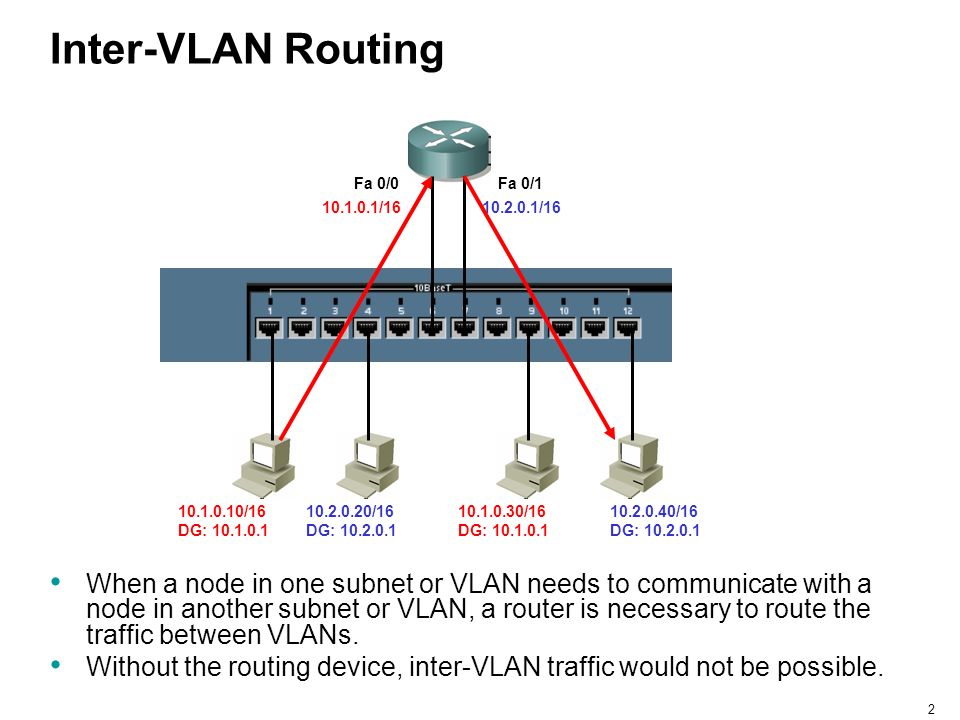 Inter-VLAN Routing
Fa 0/0 Fa 0/1
10.1.0.1/16 10.2.0.1/16
10BaseT
1 2 3 4 5 6 7 8 9 10 11 12
10.1.0.10/16 10.2.0.20/16 10.1.0.30/16 10.2.0.40/16
DG: 10.1.0.1 DG: 10.2.0.1 DG: 10.1.0.1 DG: 10.2.0.1
• When a node in one subnet or VLAN needs to communicate with a
node in another subnet or VLAN, a router is necessary to route the
traffic between VLANs.
• Without the routing device, inter-VLAN traffic would not be possible.
2